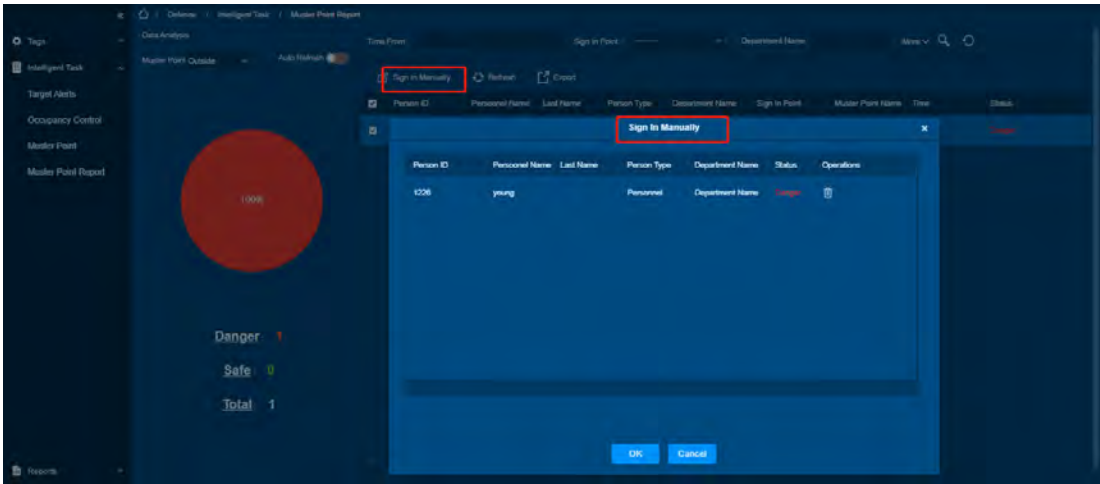 « / Defense / Intelligent Task / Muster Point Report
Tags
Intelligent Task
Target Alerts
Occupancy Control
Muster Point
Muster Point Report
Reports
Data Analysis
Muster Point Outside Auto Refresh
Danger 1
Safe 0
Total 1
Time From Sign In Point Department Name More
Sign In Manually Refresh Export
Person ID Personnel Name Last Name Person Type Department Name Sign In Point Muster Point Name Time Status
Sign In Manually ×
Person ID Personnel Name Last Name Person Type Department Name Status Operations
1226 young Personnel Department Name Danger
OK Cancel